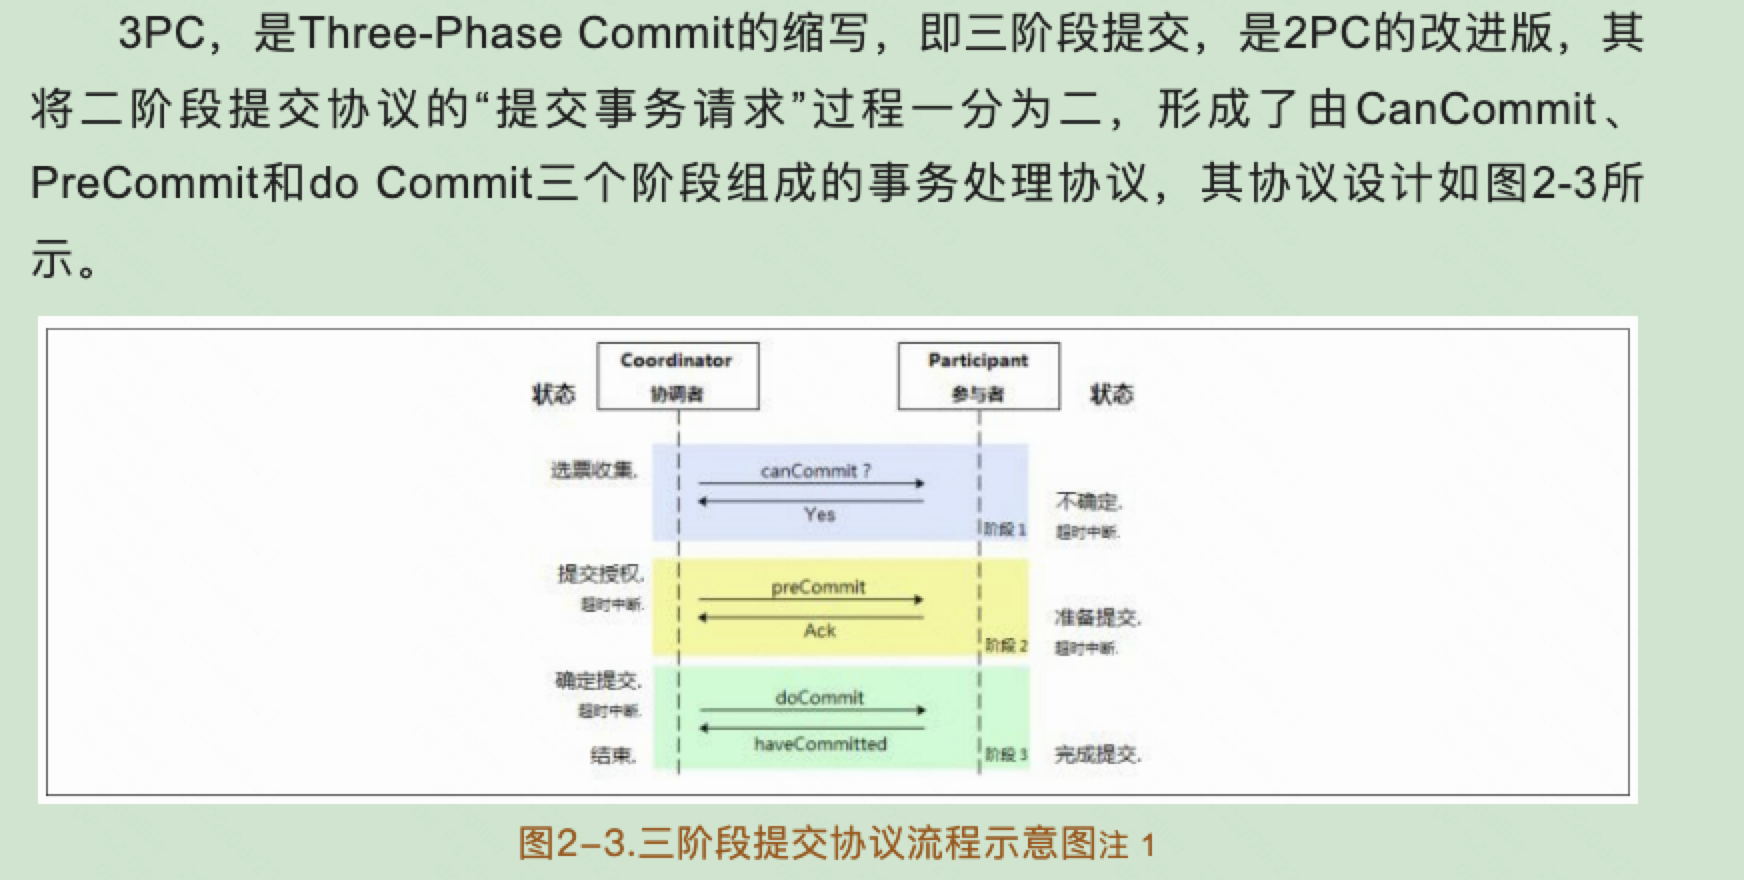 3PC，是Three-Phase Commit的缩写，即三阶段提交，是2PC的改进版，其
将二阶段提交协议的“提交事务请求”过程一分为二，形成了由CanCommit、
PreCommit和do Commit三个阶段组成的事务处理协议，其协议设计如图2-3所
示。
Coordinator
Participant
状态
协调者
参与者
状态
选票收集.
canCommit ?
Yes
阶段 1
不确定.
超时中断.
提交授权.
超时中断.
preCommit
Ack
阶段 2
准备提交.
超时中断.
确定提交.
超时中断.
doCommit
haveCommitted
结束.
阶段 3
完成提交.
图2–3.三阶段提交协议流程示意图注 1